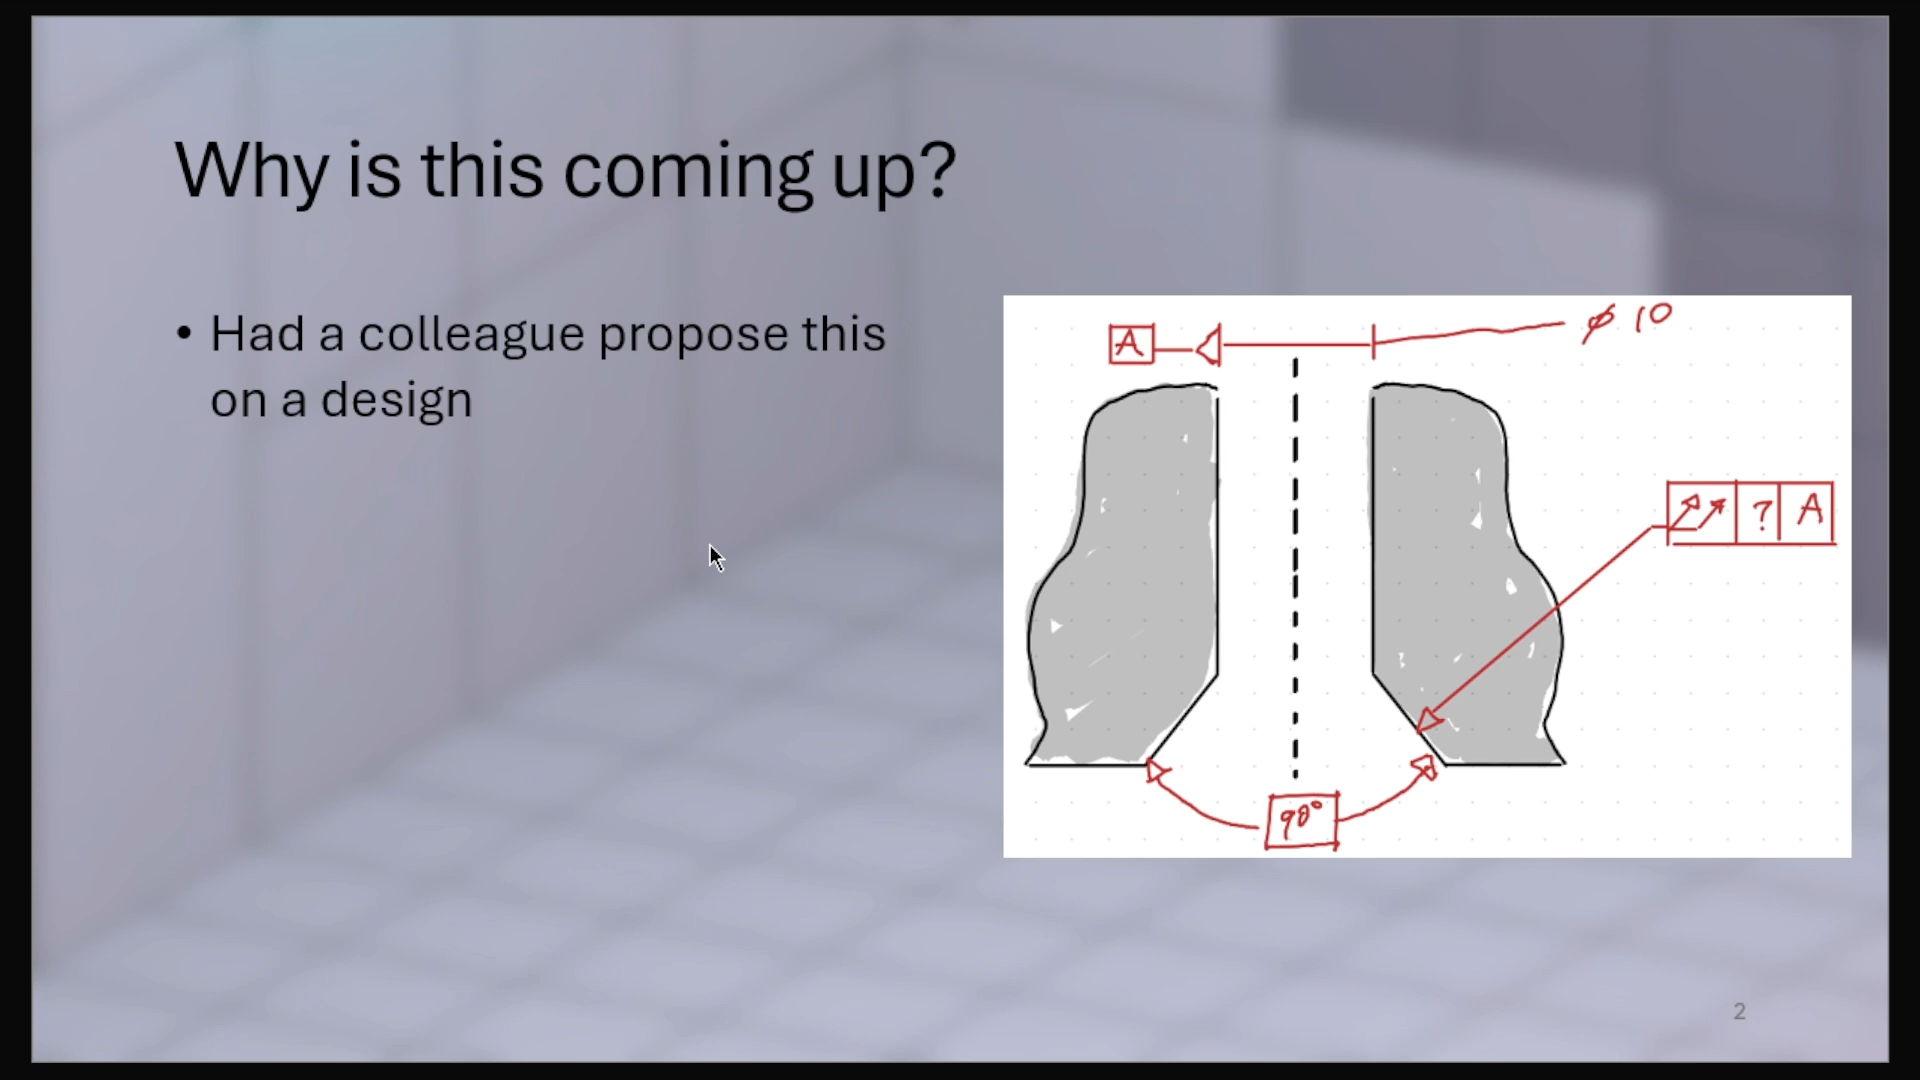 Why is this coming up?
• Had a colleague propose this
on a design
A
ø 10
? A
90°
2